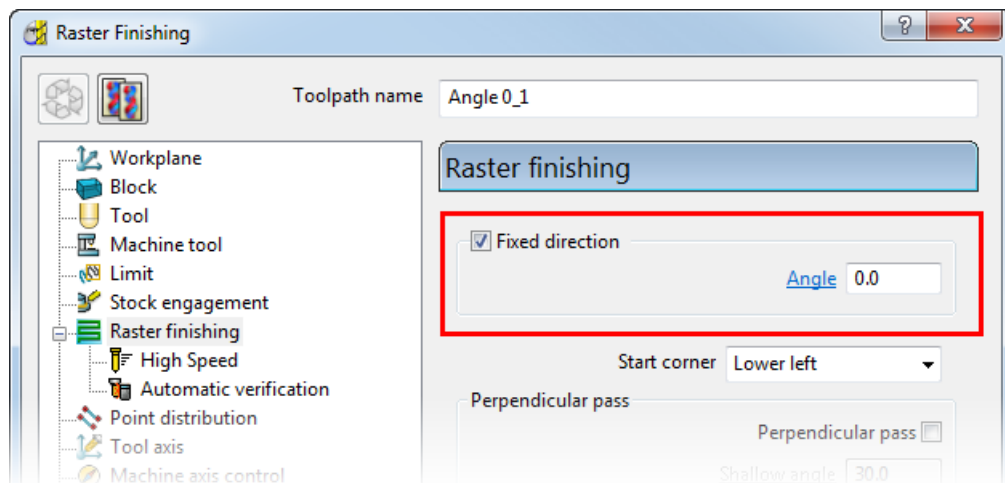 Raster Finishing
Toolpath name Angle 0_1
Workplane
Block
Tool
Machine tool
Limit
Stock engagement
Raster finishing
High Speed
Automatic verification
Point distribution
Tool axis
Machine axis control
Raster finishing
Fixed direction
Angle 0.0
Start corner Lower left
Perpendicular pass
Perpendicular pass
Shallow angle 30.0